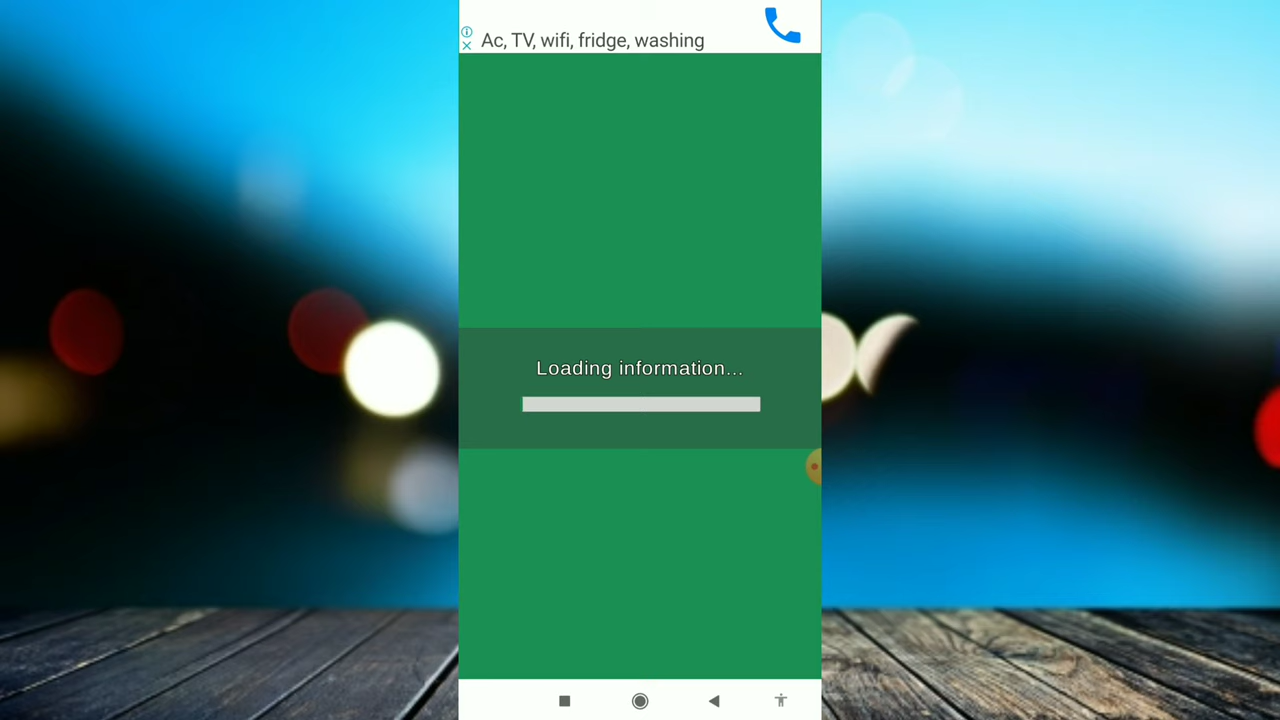 Ac, TV, wifi, fridge, washing
Loading information...